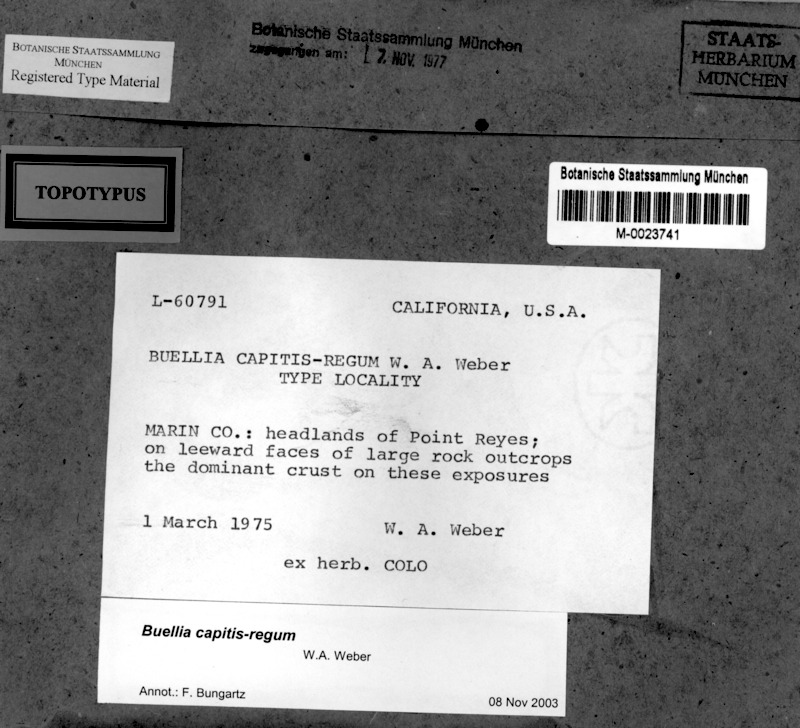 BOTANISCHE STAATSSAMMLUNG
MÜNCHEN
Registered Type Material
Botanische Staatssammlung München
zugegangen am: 17. NOV. 1977
STAATS-
HERBARIUM
MÜNCHEN
TOPOTYPUS
Botanische Staatssammlung München
M-0023741
L-60791
CALIFORNIA, U.S.A.
BUELLIA CAPITIS-REGUM W. A. Weber
TYPE LOCALITY
MARIN CO.: headlands of Point Reyes;
on leeward faces of large rock outcrops
the dominant crust on these exposures
1 March 1975
W. A. Weber
ex herb. COLO
Buellia capitis-regum
W.A. Weber
Annot.: F. Bungartz
08 Nov 2003